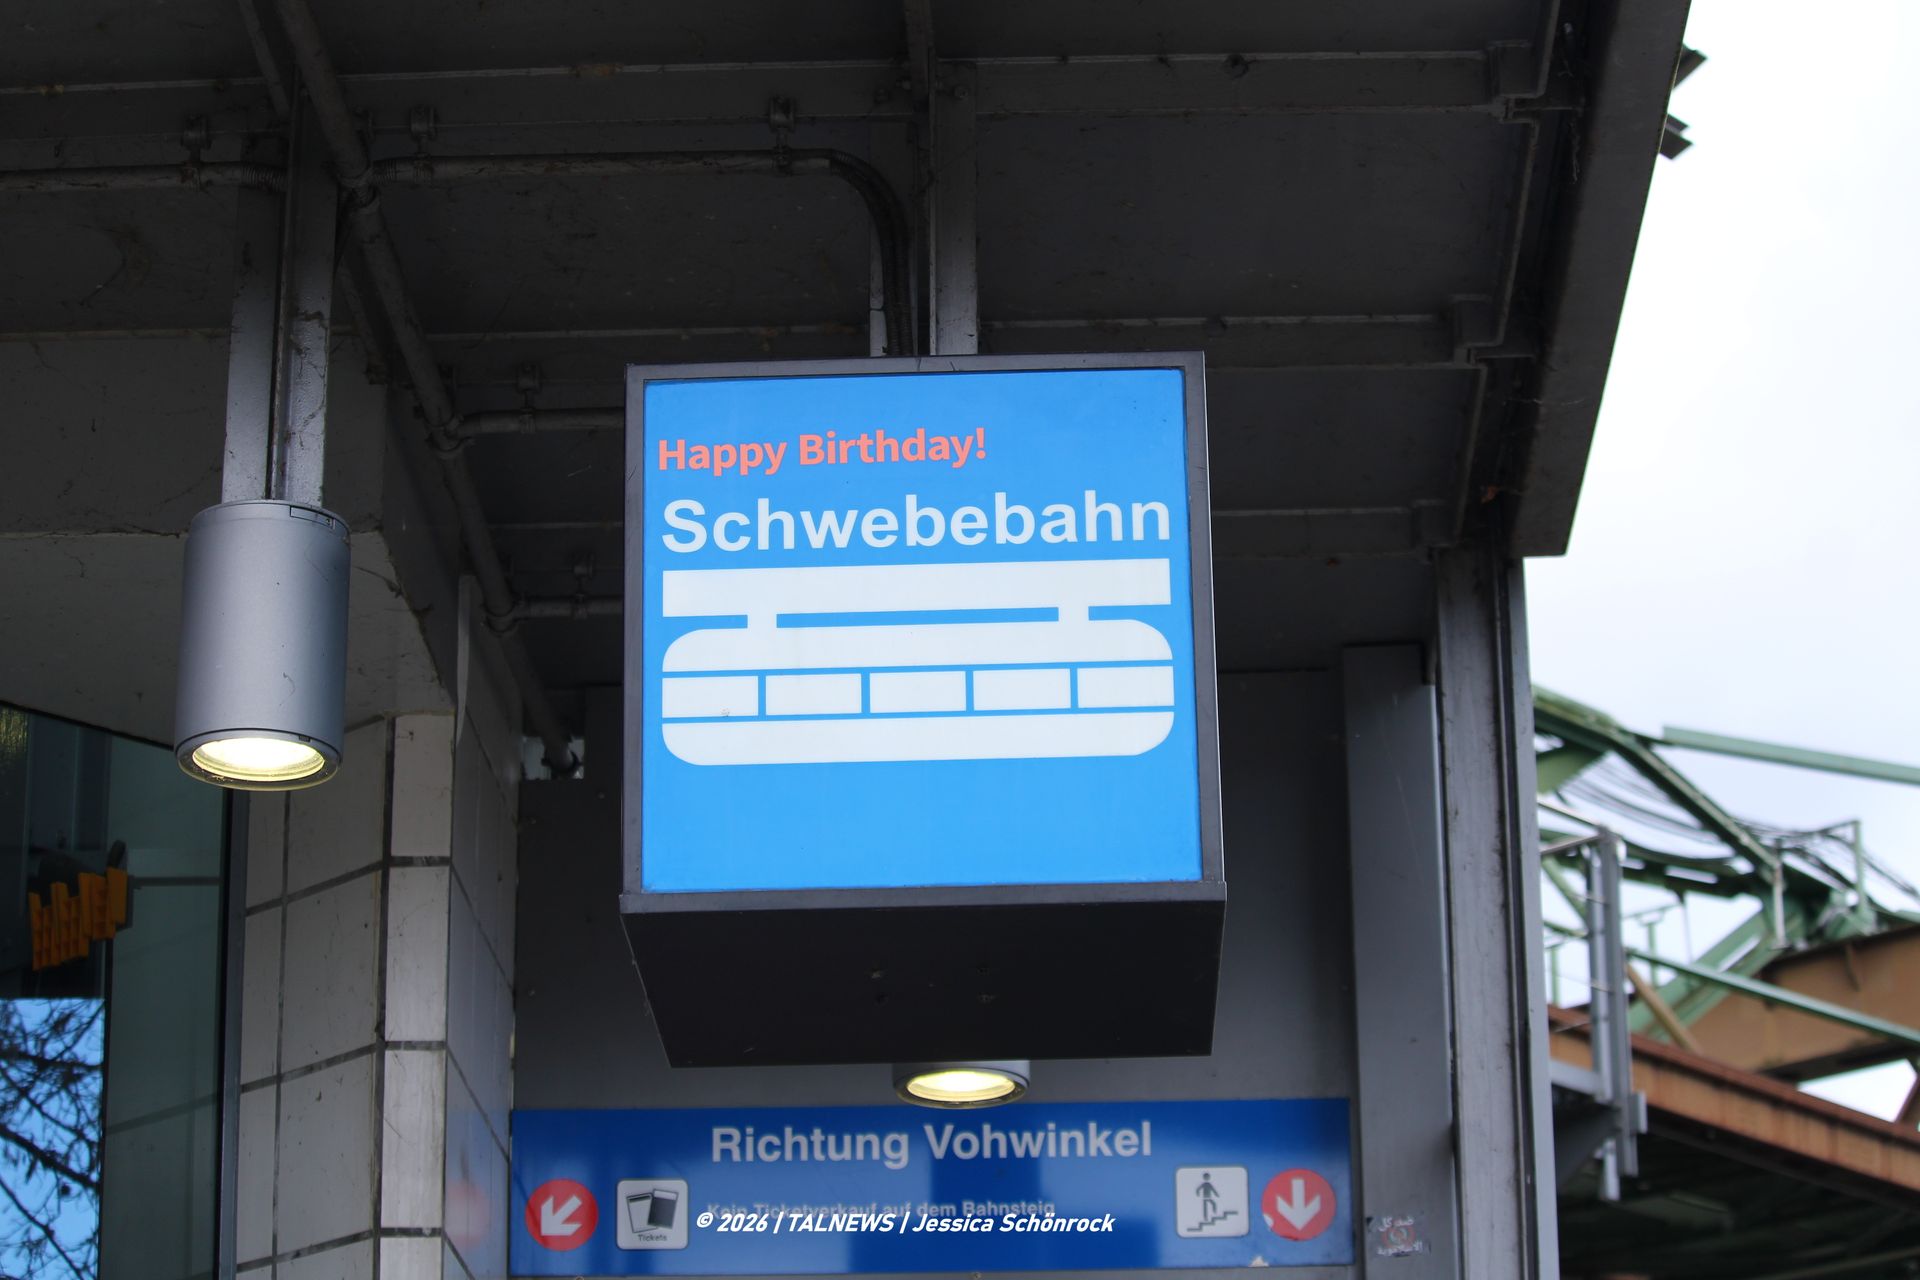 Happy Birthday!
Schwebebahn
Richtung Vohwinkel
Kein Ticketverkauf auf dem Bahnsteig
Tickets
© 2026 | TALNEWS | Jessica Schönrock